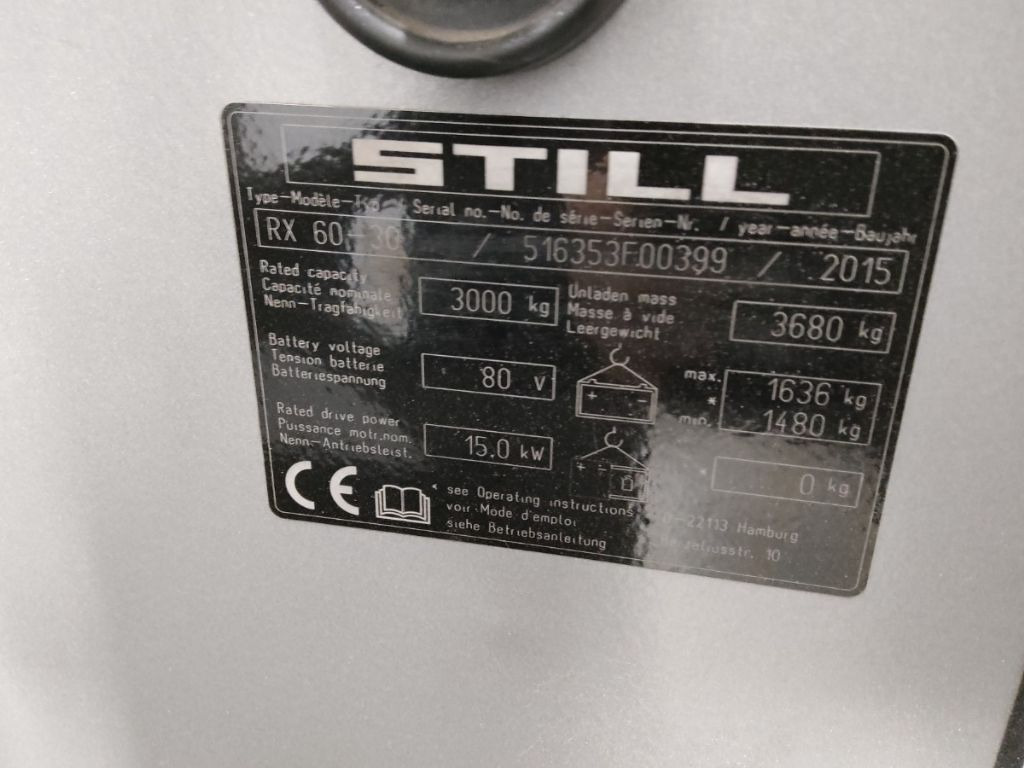 STILL
Type-Modèle-Typ / Serial no.-No. de série-Serien-Nr. / year-année-Baujahr
RX 60-30 / 516353F00399 / 2015
Rated capacity
Capacité nominale
Nenn-Tragfähigkeit
3000 kg
Unladen mass
Masse à vide
Leergewicht
3680 kg
Battery voltage
Tension batterie
Batteriespannung
80 V
+ -
max.
*
min.
1636 kg
1480 kg
Rated drive power
Puissance motr.nom.
Nenn-Antriebsleist.
15.0 kW
+ -
0 kg
CE
* see Operating instructions
voir Mode d'emploi
siehe Betriebsanleitung
D-22113 Hamburg
10